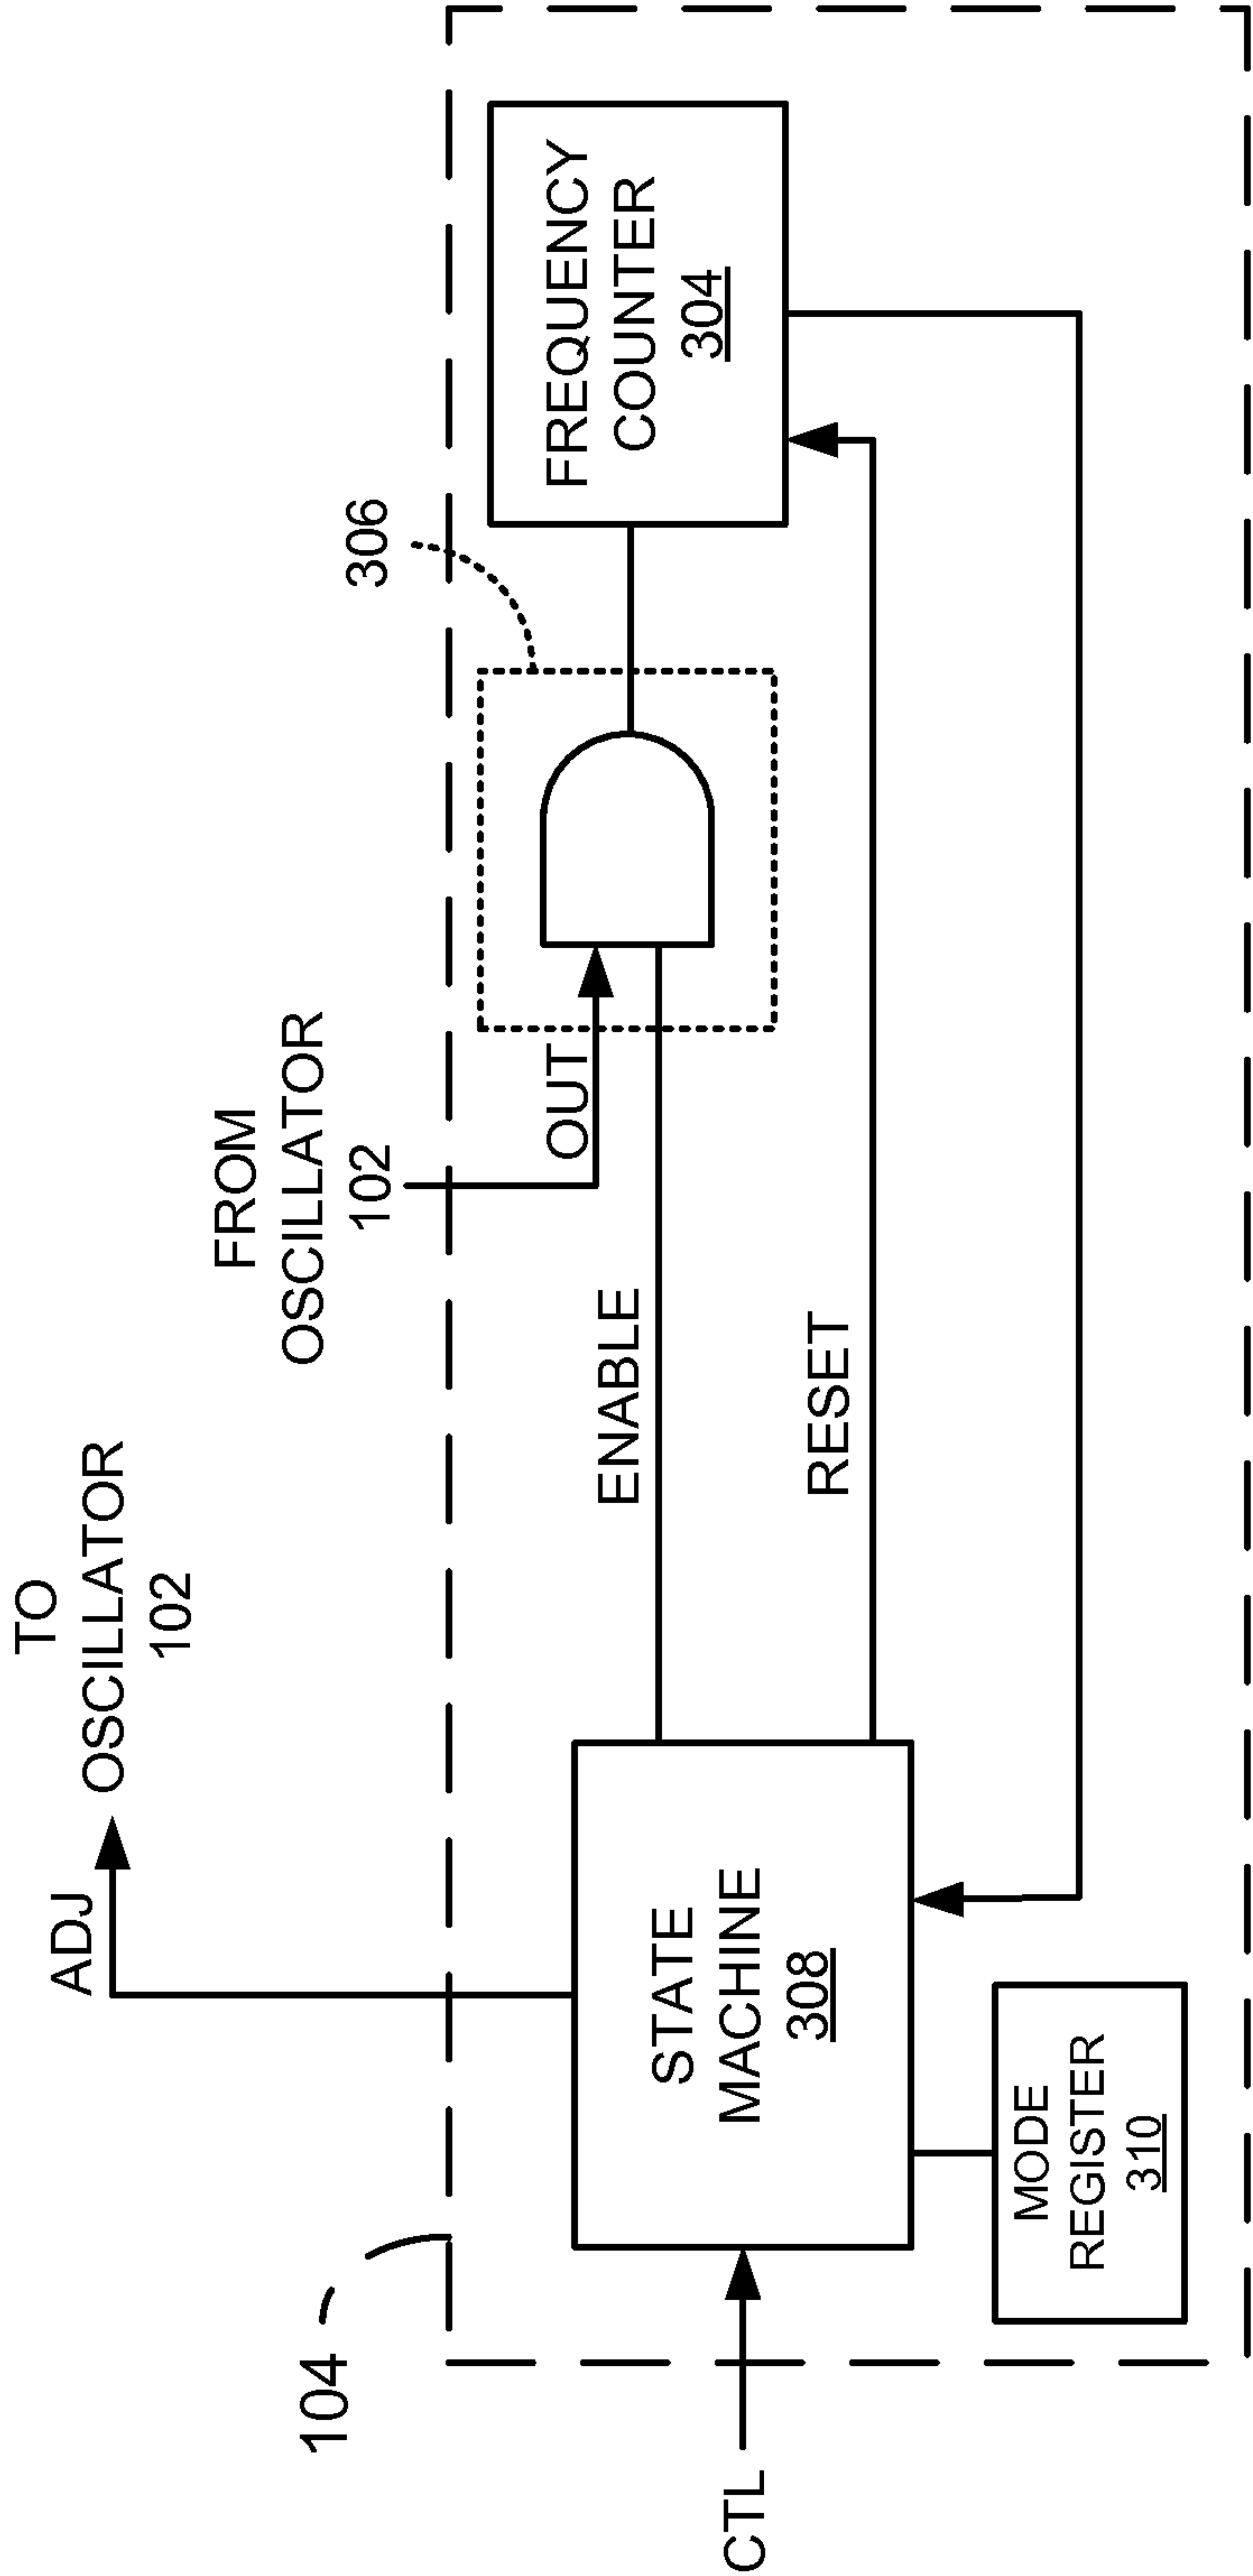 TO
OSCILLATOR
102
ADJ
FROM
OSCILLATOR
102
306
104
OUT
ENABLE
FREQUENCY
COUNTER
304
STATE
MACHINE
308
RESET
CTL
MODE
REGISTER
310